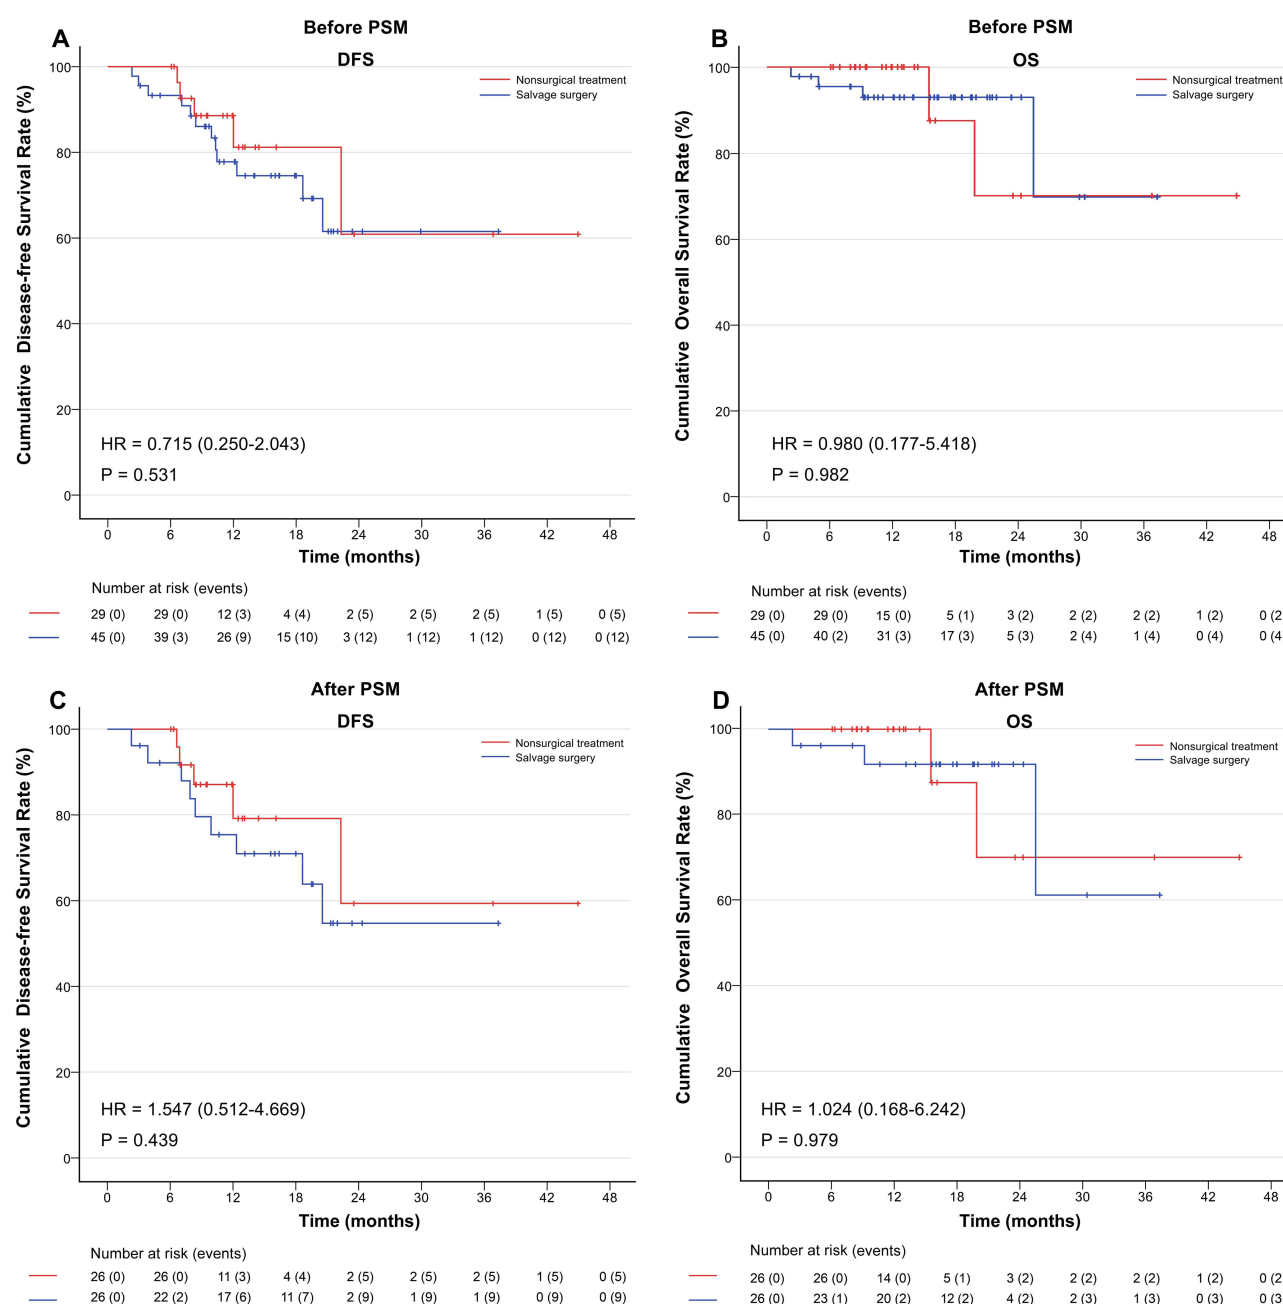 A
Before PSM
DFS
Nonsurgical treatment
Salvage surgery
Cumulative Disease-free Survival Rate (%)
100
80
60
40
20
0
HR = 0.715 (0.250-2.043)
P = 0.531
0 6 12 18 24 30 36 42 48
Time (months)
Number at risk (events)
29 (0) 29 (0) 12 (3) 4 (4) 2 (5) 2 (5) 2 (5) 1 (5) 0 (5)
45 (0) 39 (3) 26 (9) 15 (10) 3 (12) 1 (12) 1 (12) 0 (12) 0 (12)
B
Before PSM
OS
Nonsurgical treatment
Salvage surgery
Cumulative Overall Survival Rate (%)
100
80
60
40
20
0
HR = 0.980 (0.177-5.418)
P = 0.982
0 6 12 18 24 30 36 42 48
Time (months)
Number at risk (events)
29 (0) 29 (0) 15 (0) 5 (1) 3 (2) 2 (2) 2 (2) 1 (2) 0 (2
45 (0) 40 (2) 31 (3) 17 (3) 5 (3) 2 (4) 1 (4) 0 (4) 0 (4
C
After PSM
DFS
Nonsurgical treatment
Salvage surgery
Cumulative Disease-free Survival Rate (%)
100
80
60
40
20
0
HR = 1.547 (0.512-4.669)
P = 0.439
0 6 12 18 24 30 36 42 48
Time (months)
Number at risk (events)
26 (0) 26 (0) 11 (3) 4 (4) 2 (5) 2 (5) 2 (5) 1 (5) 0 (5)
26 (0) 22 (2) 17 (6) 11 (7) 2 (9) 1 (9) 1 (9) 0 (9) 0 (9)
D
After PSM
OS
Nonsurgical treatment
Salvage surgery
Cumulative Overall Survival Rate (%)
100
80
60
40
20
0
HR = 1.024 (0.168-6.242)
P = 0.979
0 6 12 18 24 30 36 42 48
Time (months)
Number at risk (events)
26 (0) 26 (0) 14 (0) 5 (1) 3 (2) 2 (2) 2 (2) 1 (2) 0 (2
26 (0) 23 (1) 20 (2) 12 (2) 4 (2) 2 (3) 1 (3) 0 (3) 0 (3